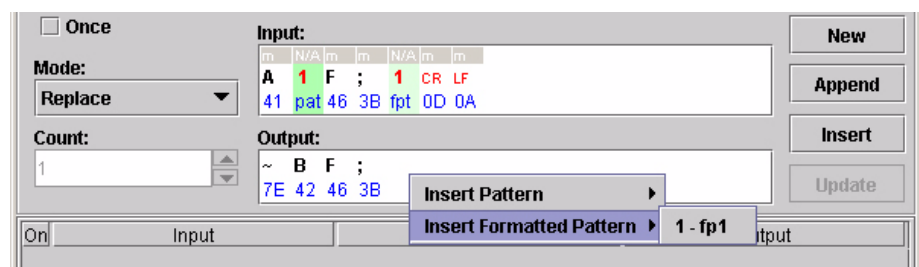 Once
Mode:
Replace
Count:
1
Input:
m N/A m m N/A m m
A 1 F ; 1 CR LF
41 pat 46 3B fpt 0D 0A
Output:
~ B F ;
7E 42 46 3B
New
Append
Insert
Update
Insert Pattern
Insert Formatted Pattern
1 - fp1
On Input tput